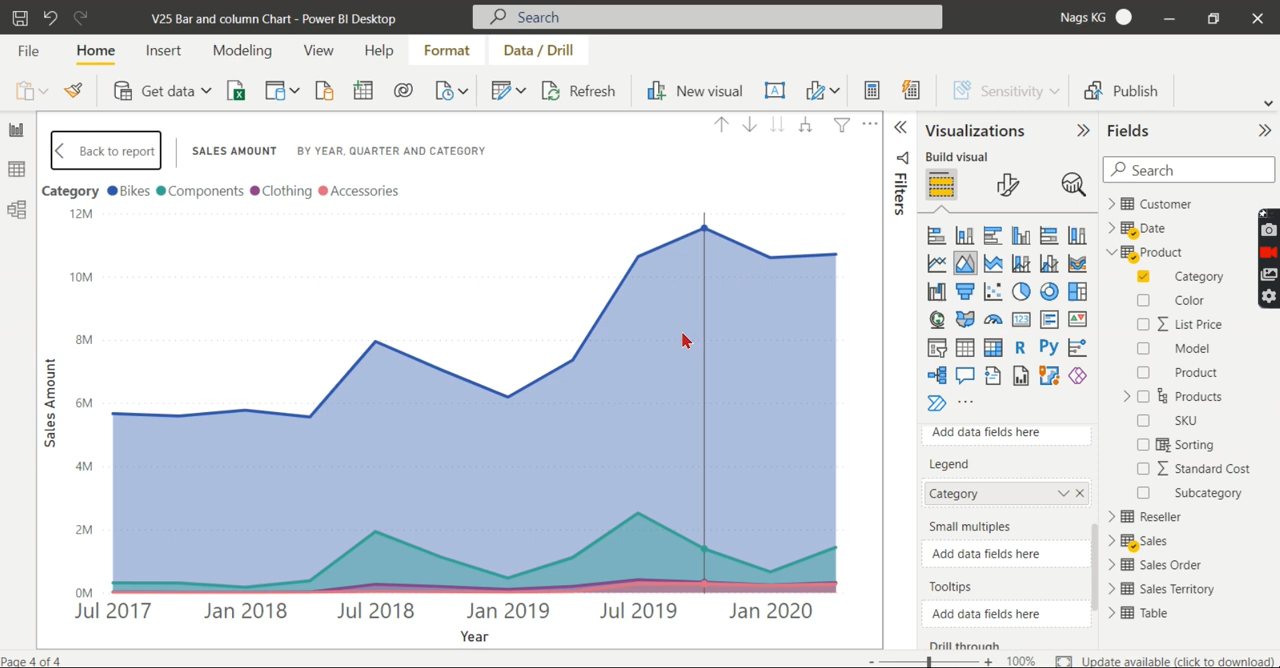 V25 Bar and column Chart - Power BI Desktop
Search
Nags KG
File
Home
Insert
Modeling
View
Help
Format
Data / Drill
Get data
Refresh
New visual
A
Sensitivity
Publish
Back to report
SALES AMOUNT
BY YEAR, QUARTER AND CATEGORY
Category Bikes Components Clothing Accessories
12M
10M
8M
6M
4M
2M
0M
Sales Amount
Jul 2017 Jan 2018 Jul 2018 Jan 2019 Jul 2019 Jan 2020
Year
Filters
Visualizations
Build visual
123
R
Py
Add data fields here
Legend
Category
Small multiples
Add data fields here
Tooltips
Add data fields here
Drill through
Fields
Search
Customer
Date
Product
Category
Color
List Price
Model
Product
Products
SKU
Sorting
Standard Cost
Subcategory
Reseller
Sales
Sales Order
Sales Territory
Table
Page 4 of 4
- + 100%
Update available (click to download)